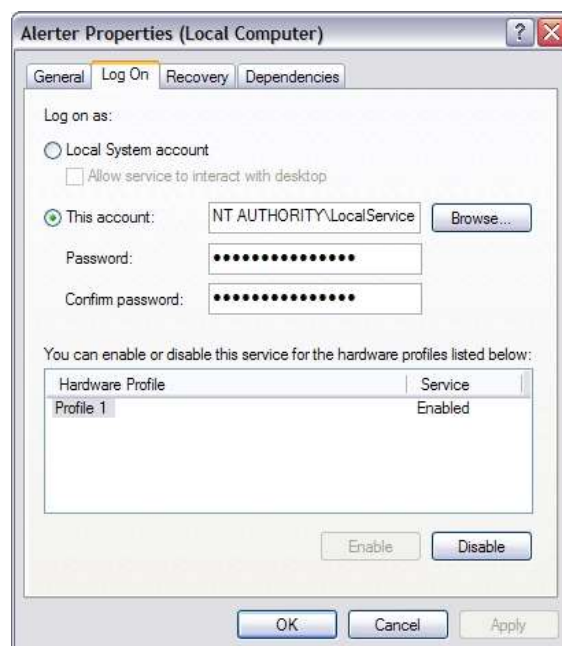 Alerter Properties (Local Computer)
General Log On Recovery Dependencies
Log on as:
Local System account
Allow service to interact with desktop
This account: NT AUTHORITY\LocalService Browse...
Password: •••••••••••••••
Confirm password: •••••••••••••••
You can enable or disable this service for the hardware profiles listed below:
Hardware Profile Service
Profile 1 Enabled
Enable Disable
OK Cancel Apply